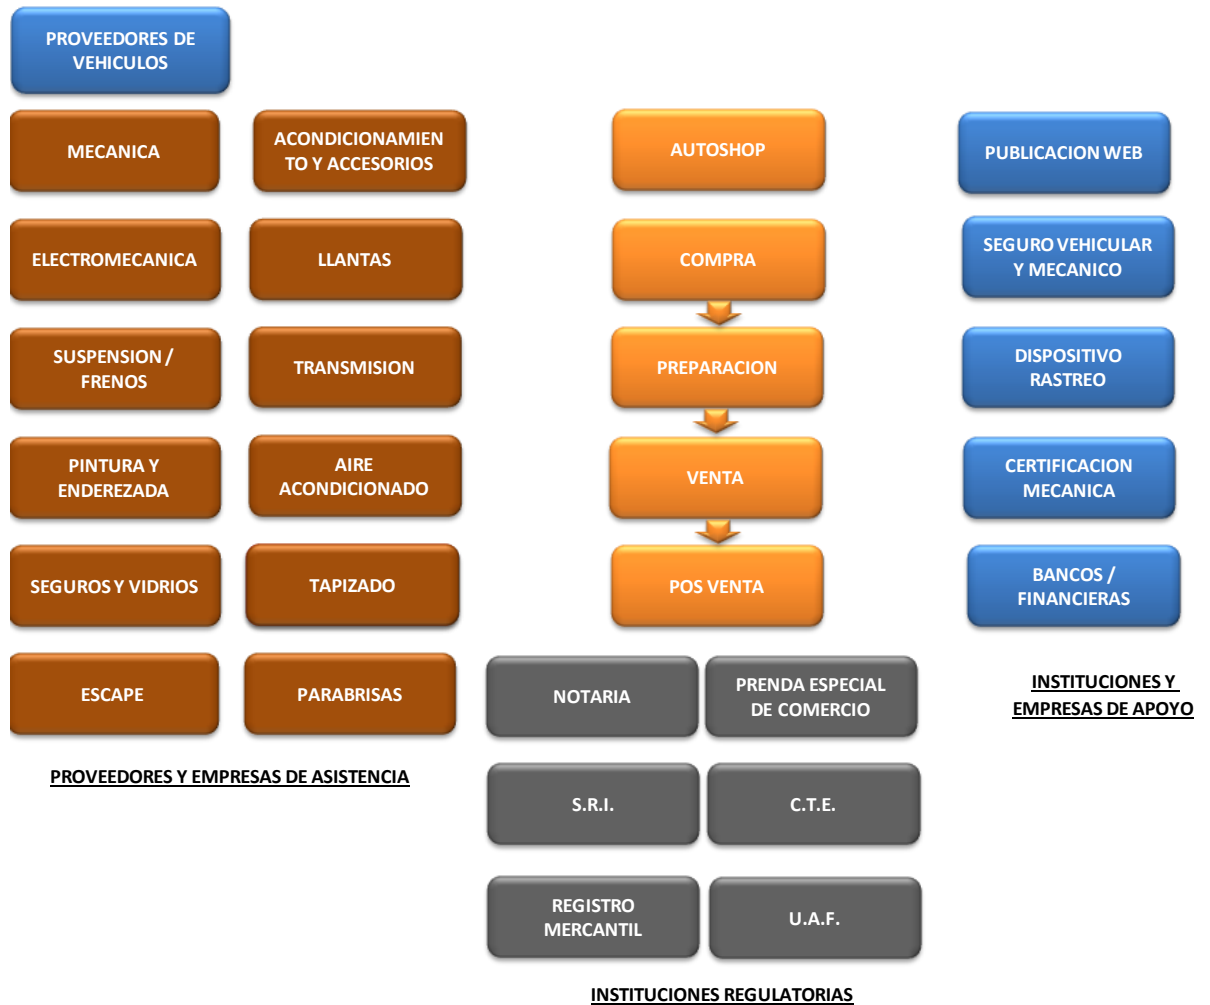 PROVEEDORES DE
VEHICULOS
MECANICA
ACONDICIONAMIEN
TO Y ACCESORIOS
ELECTROMECANICA
LLANTAS
SUSPENSION /
FRENOS
TRANSMISION
PINTURA Y
ENDEREZADA
AIRE
ACONDICIONADO
SEGUROS Y VIDRIOS
TAPIZADO
ESCAPE
PARABRISAS
PROVEEDORES Y EMPRESAS DE ASISTENCIA
AUTOSHOP
COMPRA
PREPARACION
VENTA
POS VENTA
NOTARIA
PRENDA ESPECIAL
DE COMERCIO
S.R.I.
C.T.E.
REGISTRO
MERCANTIL
U.A.F.
INSTITUCIONES REGULATORIAS
PUBLICACION WEB
SEGURO VEHICULAR
Y MECANICO
DISPOSITIVO
RASTREO
CERTIFICACION
MECANICA
BANCOS /
FINANCIERAS
INSTITUCIONES Y
EMPRESAS DE APOYO